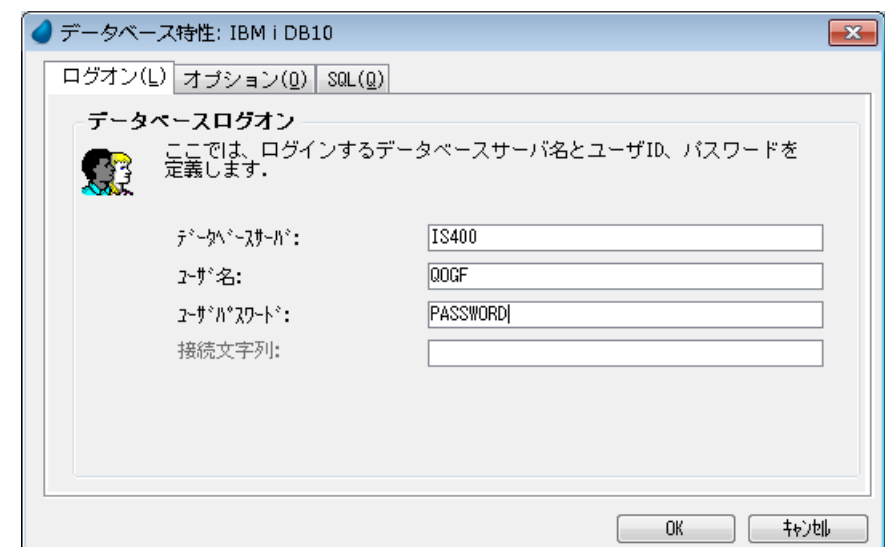 データベース特性: IBM i DB10
ログオン(L) オプション(O) SQL(Q)
データベースログオン
ここでは、ログインするデータベースサーバ名とユーザID、パスワードを
定義します.
ﾃﾞｰﾀﾍﾞｰｽｻｰﾊﾞ: IS400
ﾕｰｻﾞ名: QOGF
ﾕｰｻﾞﾊﾟｽﾜｰﾄﾞ: PASSWORD
接続文字列:
OK ｷｬﾝｾﾙ